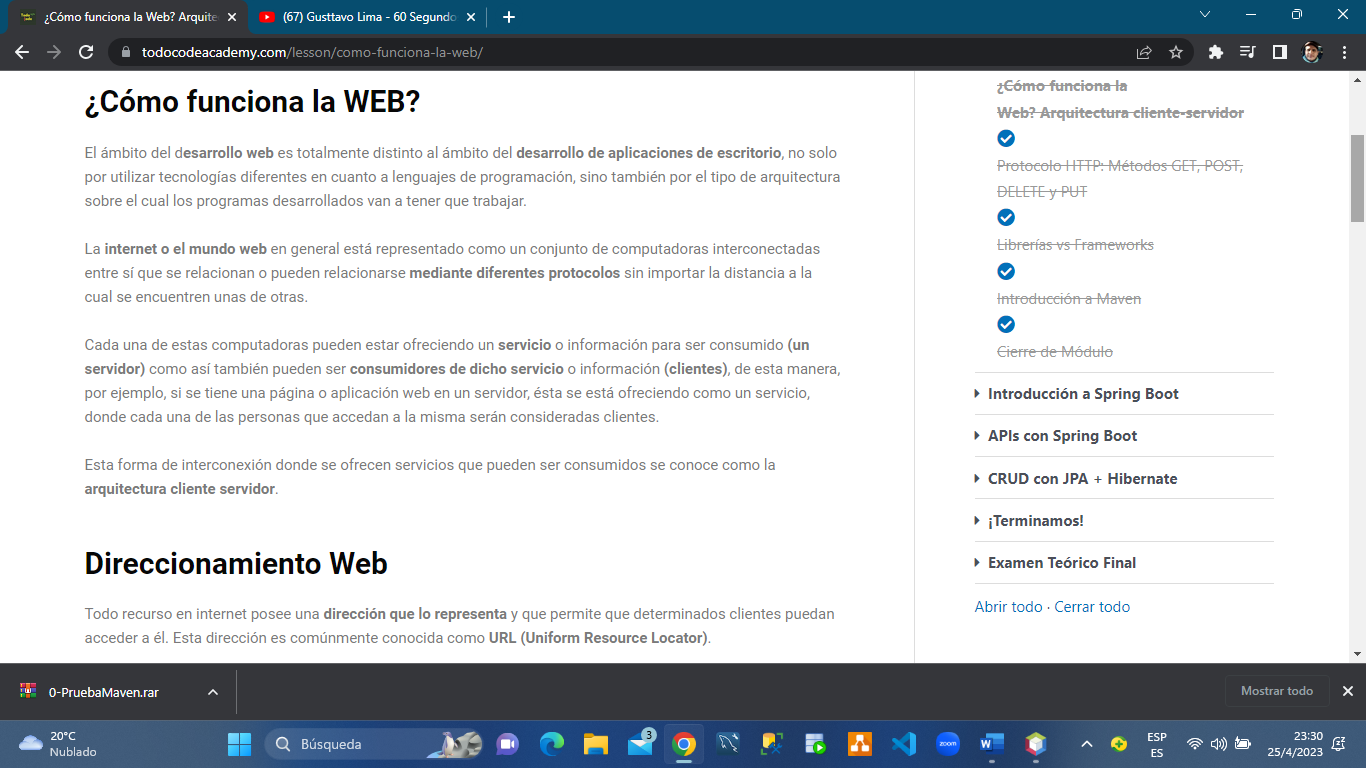 ¿Cómo funciona la Web? Arquite
(67) Gusttavo Lima - 60 Segundo
todocodeacademy.com/lesson/como-funciona-la-web/
¿Cómo funciona la WEB?
El ámbito del desarrollo web es totalmente distinto al ámbito del desarrollo de aplicaciones de escritorio, no solo
por utilizar tecnologías diferentes en cuanto a lenguajes de programación, sino también por el tipo de arquitectura
sobre el cual los programas desarrollados van a tener que trabajar.
La internet o el mundo web en general está representado como un conjunto de computadoras interconectadas
entre sí que se relacionan o pueden relacionarse mediante diferentes protocolos sin importar la distancia a la
cual se encuentren unas de otras.
Cada una de estas computadoras pueden estar ofreciendo un servicio o información para ser consumido (un
servidor) como así también pueden ser consumidores de dicho servicio o información (clientes), de esta manera,
por ejemplo, si se tiene una página o aplicación web en un servidor, ésta se está ofreciendo como un servicio,
donde cada una de las personas que accedan a la misma serán consideradas clientes.
Esta forma de interconexión donde se ofrecen servicios que pueden ser consumidos se conoce como la
arquitectura cliente servidor.
Direccionamiento Web
Todo recurso en internet posee una dirección que lo representa y que permite que determinados clientes puedan
acceder a él. Esta dirección es comúnmente conocida como URL (Uniform Resource Locator).
¿Cómo funciona la
Web? Arquitectura cliente-servidor
Protocolo HTTP: Métodos GET, POST,
DELETE y PUT
Librerías vs Frameworks
Introducción a Maven
Cierre de Módulo
Introducción a Spring Boot
APIs con Spring Boot
CRUD con JPA + Hibernate
¡Terminamos!
Examen Teórico Final
Abrir todo · Cerrar todo
0-PruebaMaven.rar
Mostrar todo
20°C
Nublado
Búsqueda
3
zoom
ESP
ES
23:30
25/4/2023